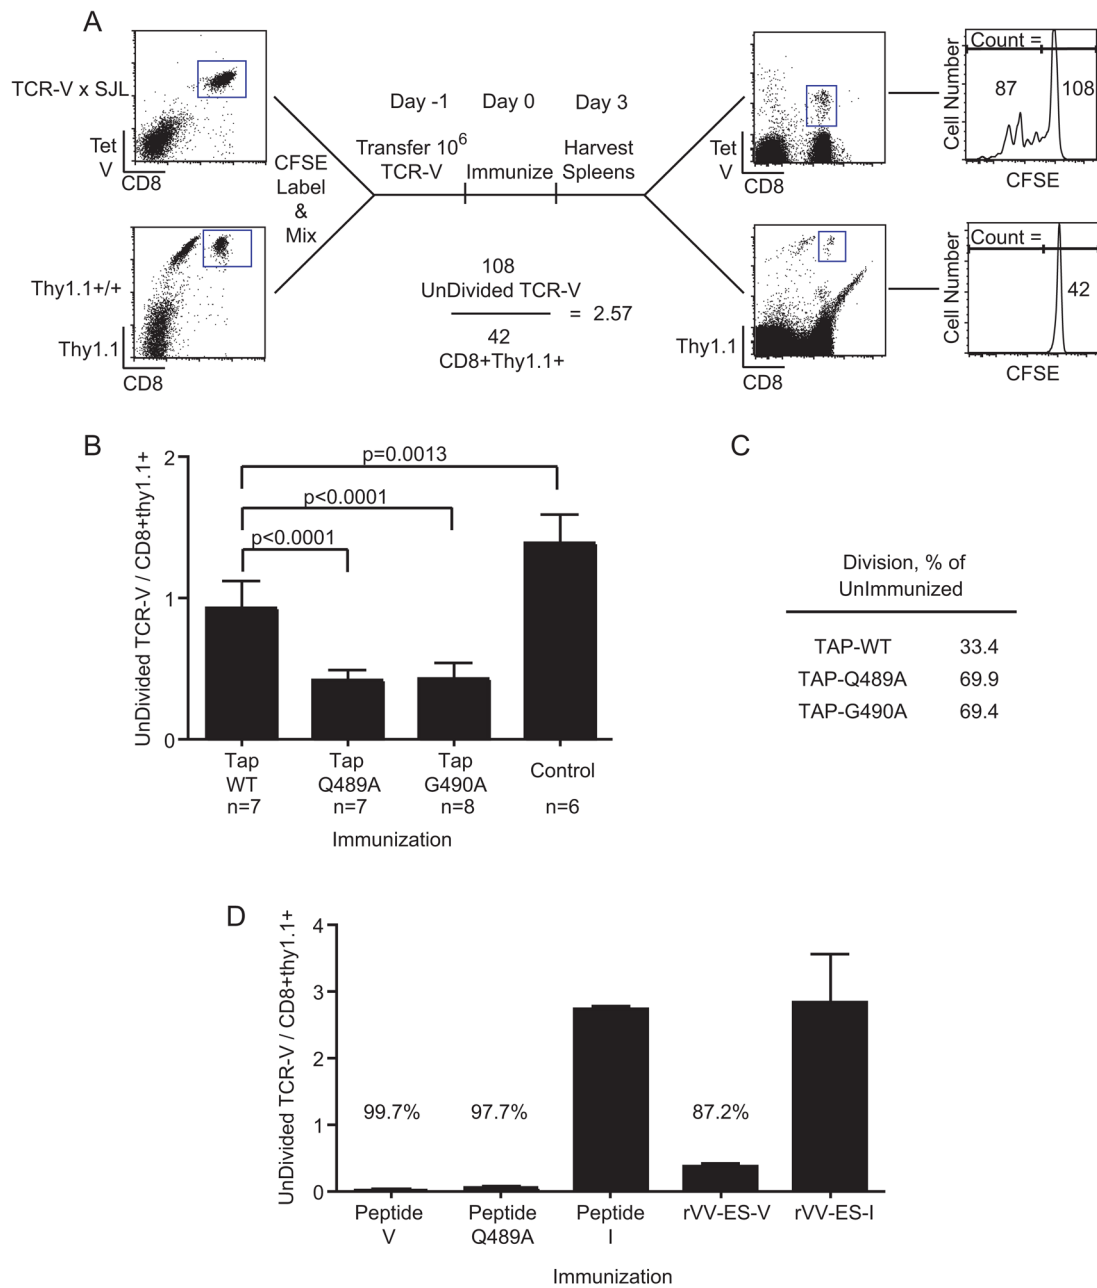 A
TCR-V x SJL
Tet
V
CD8
Thy1.1+/+
Thy1.1
CD8
CFSE
Label
&
Mix
Day -1
Day 0
Day 3
Transfer 10^6
TCR-V
Immunize
Harvest
Spleens
108
UnDivided TCR-V
42
CD8+Thy1.1+
= 2.57
Tet
V
CD8
Thy1.1
CD8
Cell Number
Count =
87
108
CFSE
Cell Number
Count =
42
CFSE
B
UnDivided TCR-V / CD8+thy1.1+
2
1
0
p=0.0013
p<0.0001
p<0.0001
Tap
WT
n=7
Tap
Q489A
n=7
Tap
G490A
n=8
Control
n=6
Immunization
C
Division, % of
UnImmunized
TAP-WT 33.4
TAP-Q489A 69.9
TAP-G490A 69.4
D
UnDivided TCR-V / CD8+thy1.1+
4
3
2
1
0
99.7%
97.7%
87.2%
Peptide
V
Peptide
Q489A
Peptide
I
rVV-ES-V
rVV-ES-I
Immunization